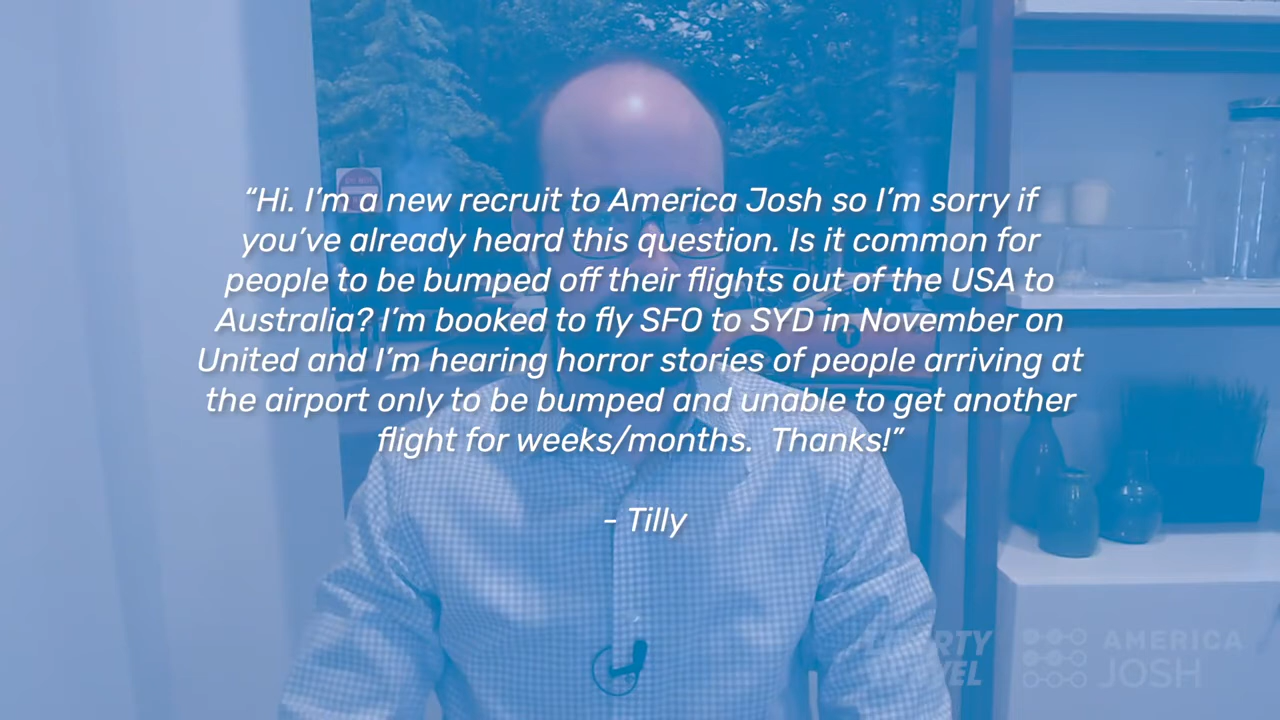 “Hi. I’m a new recruit to America Josh so I’m sorry if
you’ve already heard this question. Is it common for
people to be bumped off their flights out of the USA to
Australia? I’m booked to fly SFO to SYD in November on
United and I’m hearing horror stories of people arriving at
the airport only to be bumped and unable to get another
flight for weeks/months.  Thanks!”
- Tilly
AMERICA
JOSH